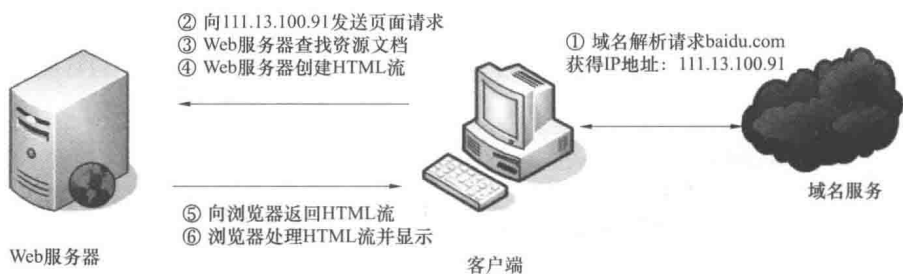 ② 向111.13.100.91发送页面请求
③ Web服务器查找资源文档
④ Web服务器创建HTML流
① 域名解析请求baidu.com
获得IP地址：111.13.100.91
⑤ 向浏览器返回HTML流
⑥ 浏览器处理HTML流并显示
域名服务
Web服务器
客户端